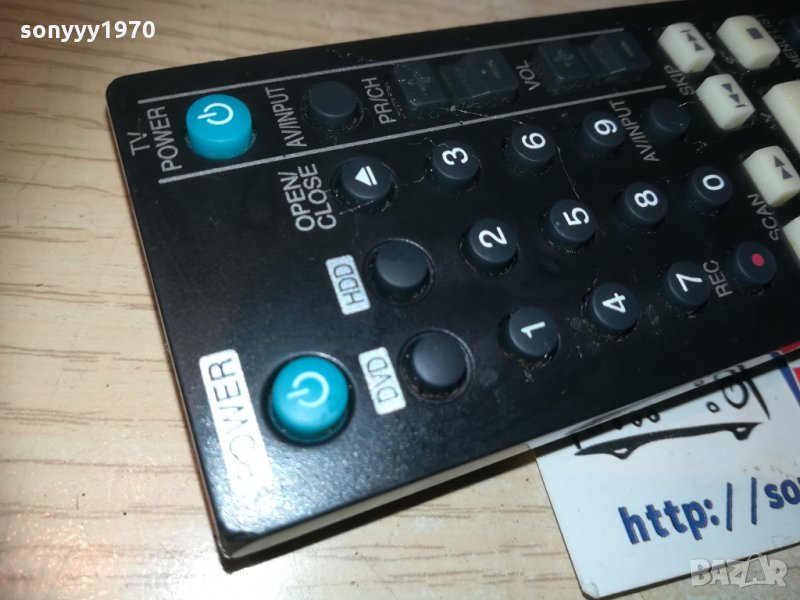 sonyyy1970
TV
POWER
AV/INPUT
PR/CH
VOL
SKIP
OPEN/
CLOSE
3
6
9
AV/INPUT
HDD
2
5
8
0
SCAN
POWER
DVD
1
4
7
REC
http://so
BAZAR